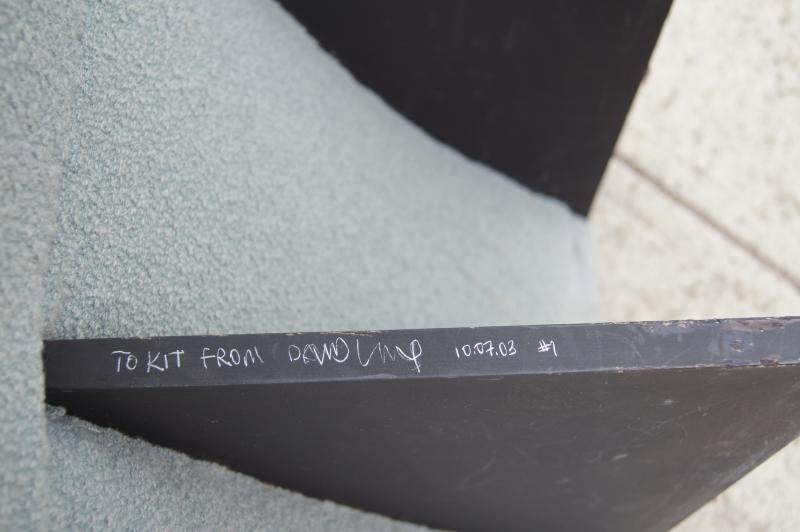 TO KIT FROM DAVID 10.07.03 #1